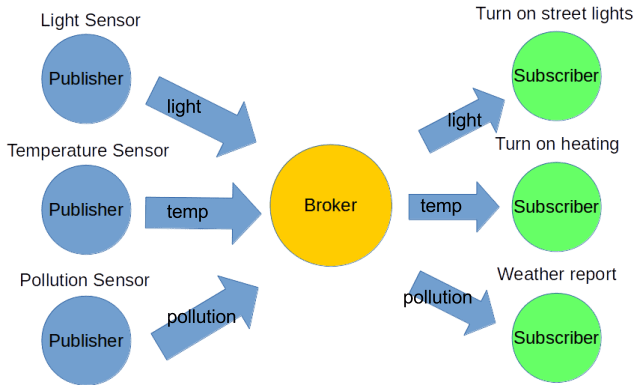 Light Sensor
Publisher
light
Temperature Sensor
Publisher
temp
Pollution Sensor
Publisher
pollution
Broker
Turn on street lights
Subscriber
light
Turn on heating
Subscriber
temp
Weather report
Subscriber
pollution